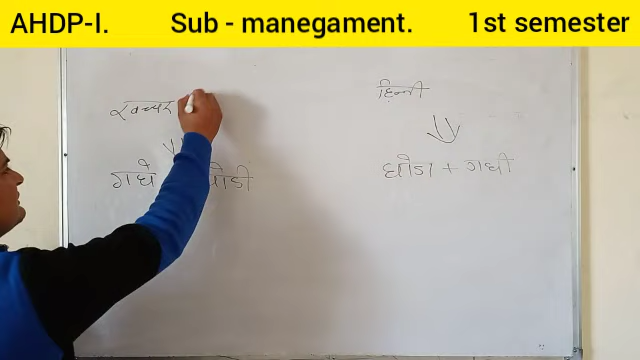 AHDP-I. Sub - manegament. 1st semester
खच्चर
हिन्नी
गधे
घोडा + गधी